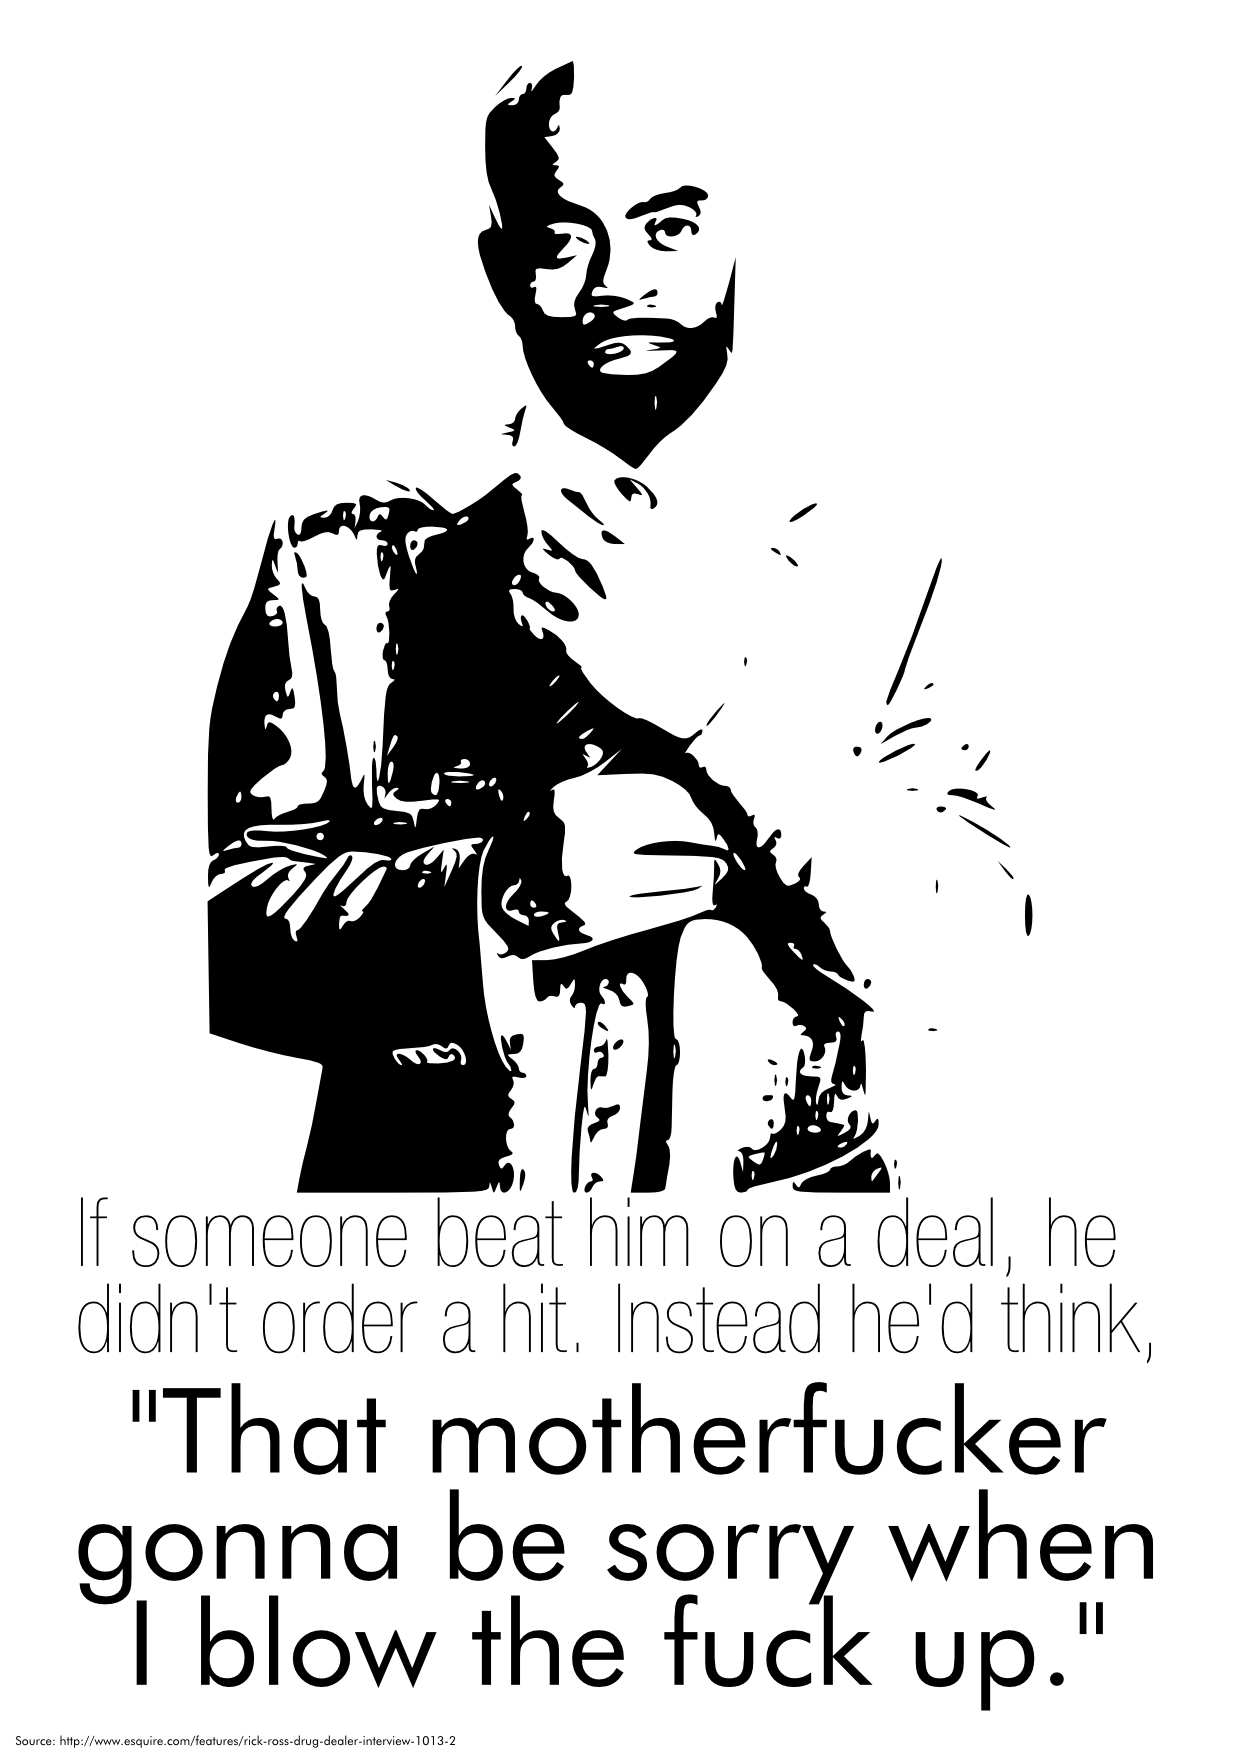 If someone beat him on a deal, he
didn't order a hit. Instead he'd think,
"That motherfucker
gonna be sorry when
I blow the fuck up."
Source: http://www.esquire.com/features/rick-ross-drug-dealer-interview-1013-2